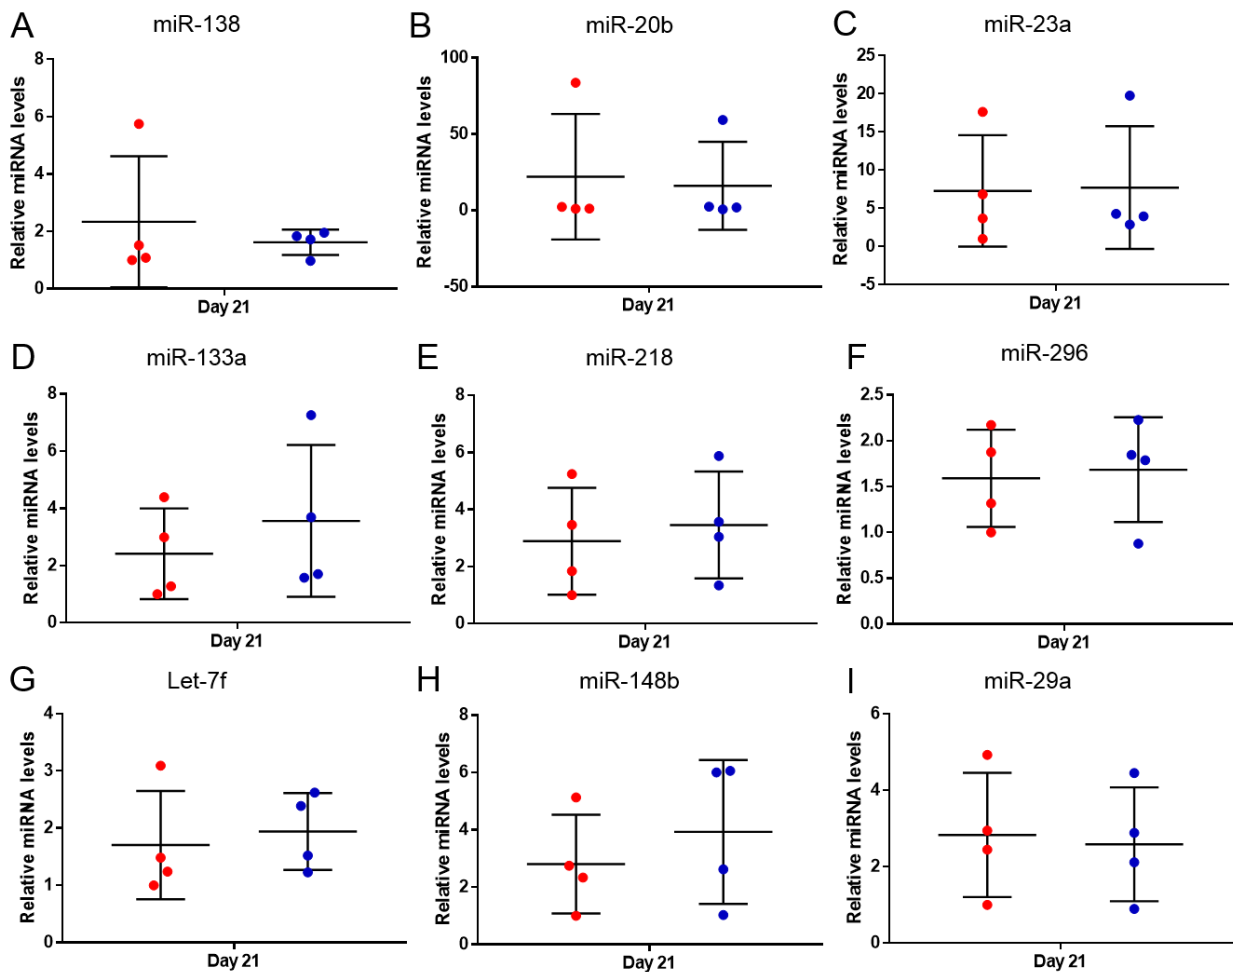 A
miR-138
Relative miRNA levels
8
6
4
2
0
Day 21
B
miR-20b
Relative miRNA levels
100
50
0
-50
Day 21
C
miR-23a
Relative miRNA levels
25
20
15
10
5
0
-5
Day 21
D
miR-133a
Relative miRNA levels
8
6
4
2
0
Day 21
E
miR-218
Relative miRNA levels
8
6
4
2
0
Day 21
F
miR-296
Relative miRNA levels
2.5
2.0
1.5
1.0
0.5
0.0
Day 21
G
Let-7f
Relative miRNA levels
4
3
2
1
0
Day 21
H
miR-148b
Relative miRNA levels
8
6
4
2
0
Day 21
I
miR-29a
Relative miRNA levels
6
4
2
0
Day 21